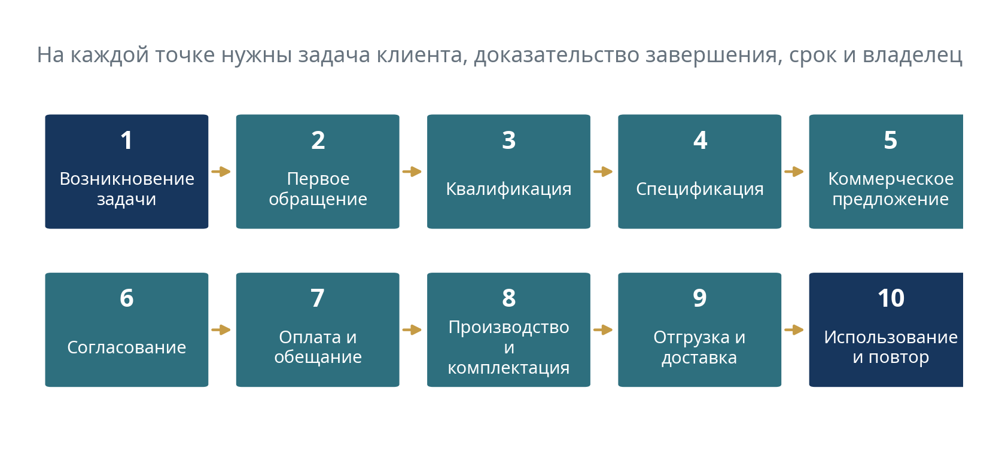 На каждой точке нужны задача клиента, доказательство завершения, срок и владелец
1
Возникновение
задачи
2
Первое
обращение
3
Квалификация
4
Спецификация
5
Коммерческое
предложение
6
Согласование
7
Оплата и
обещание
8
Производство
и
комплектация
9
Отгрузка и
доставка
10
Использование
и повтор